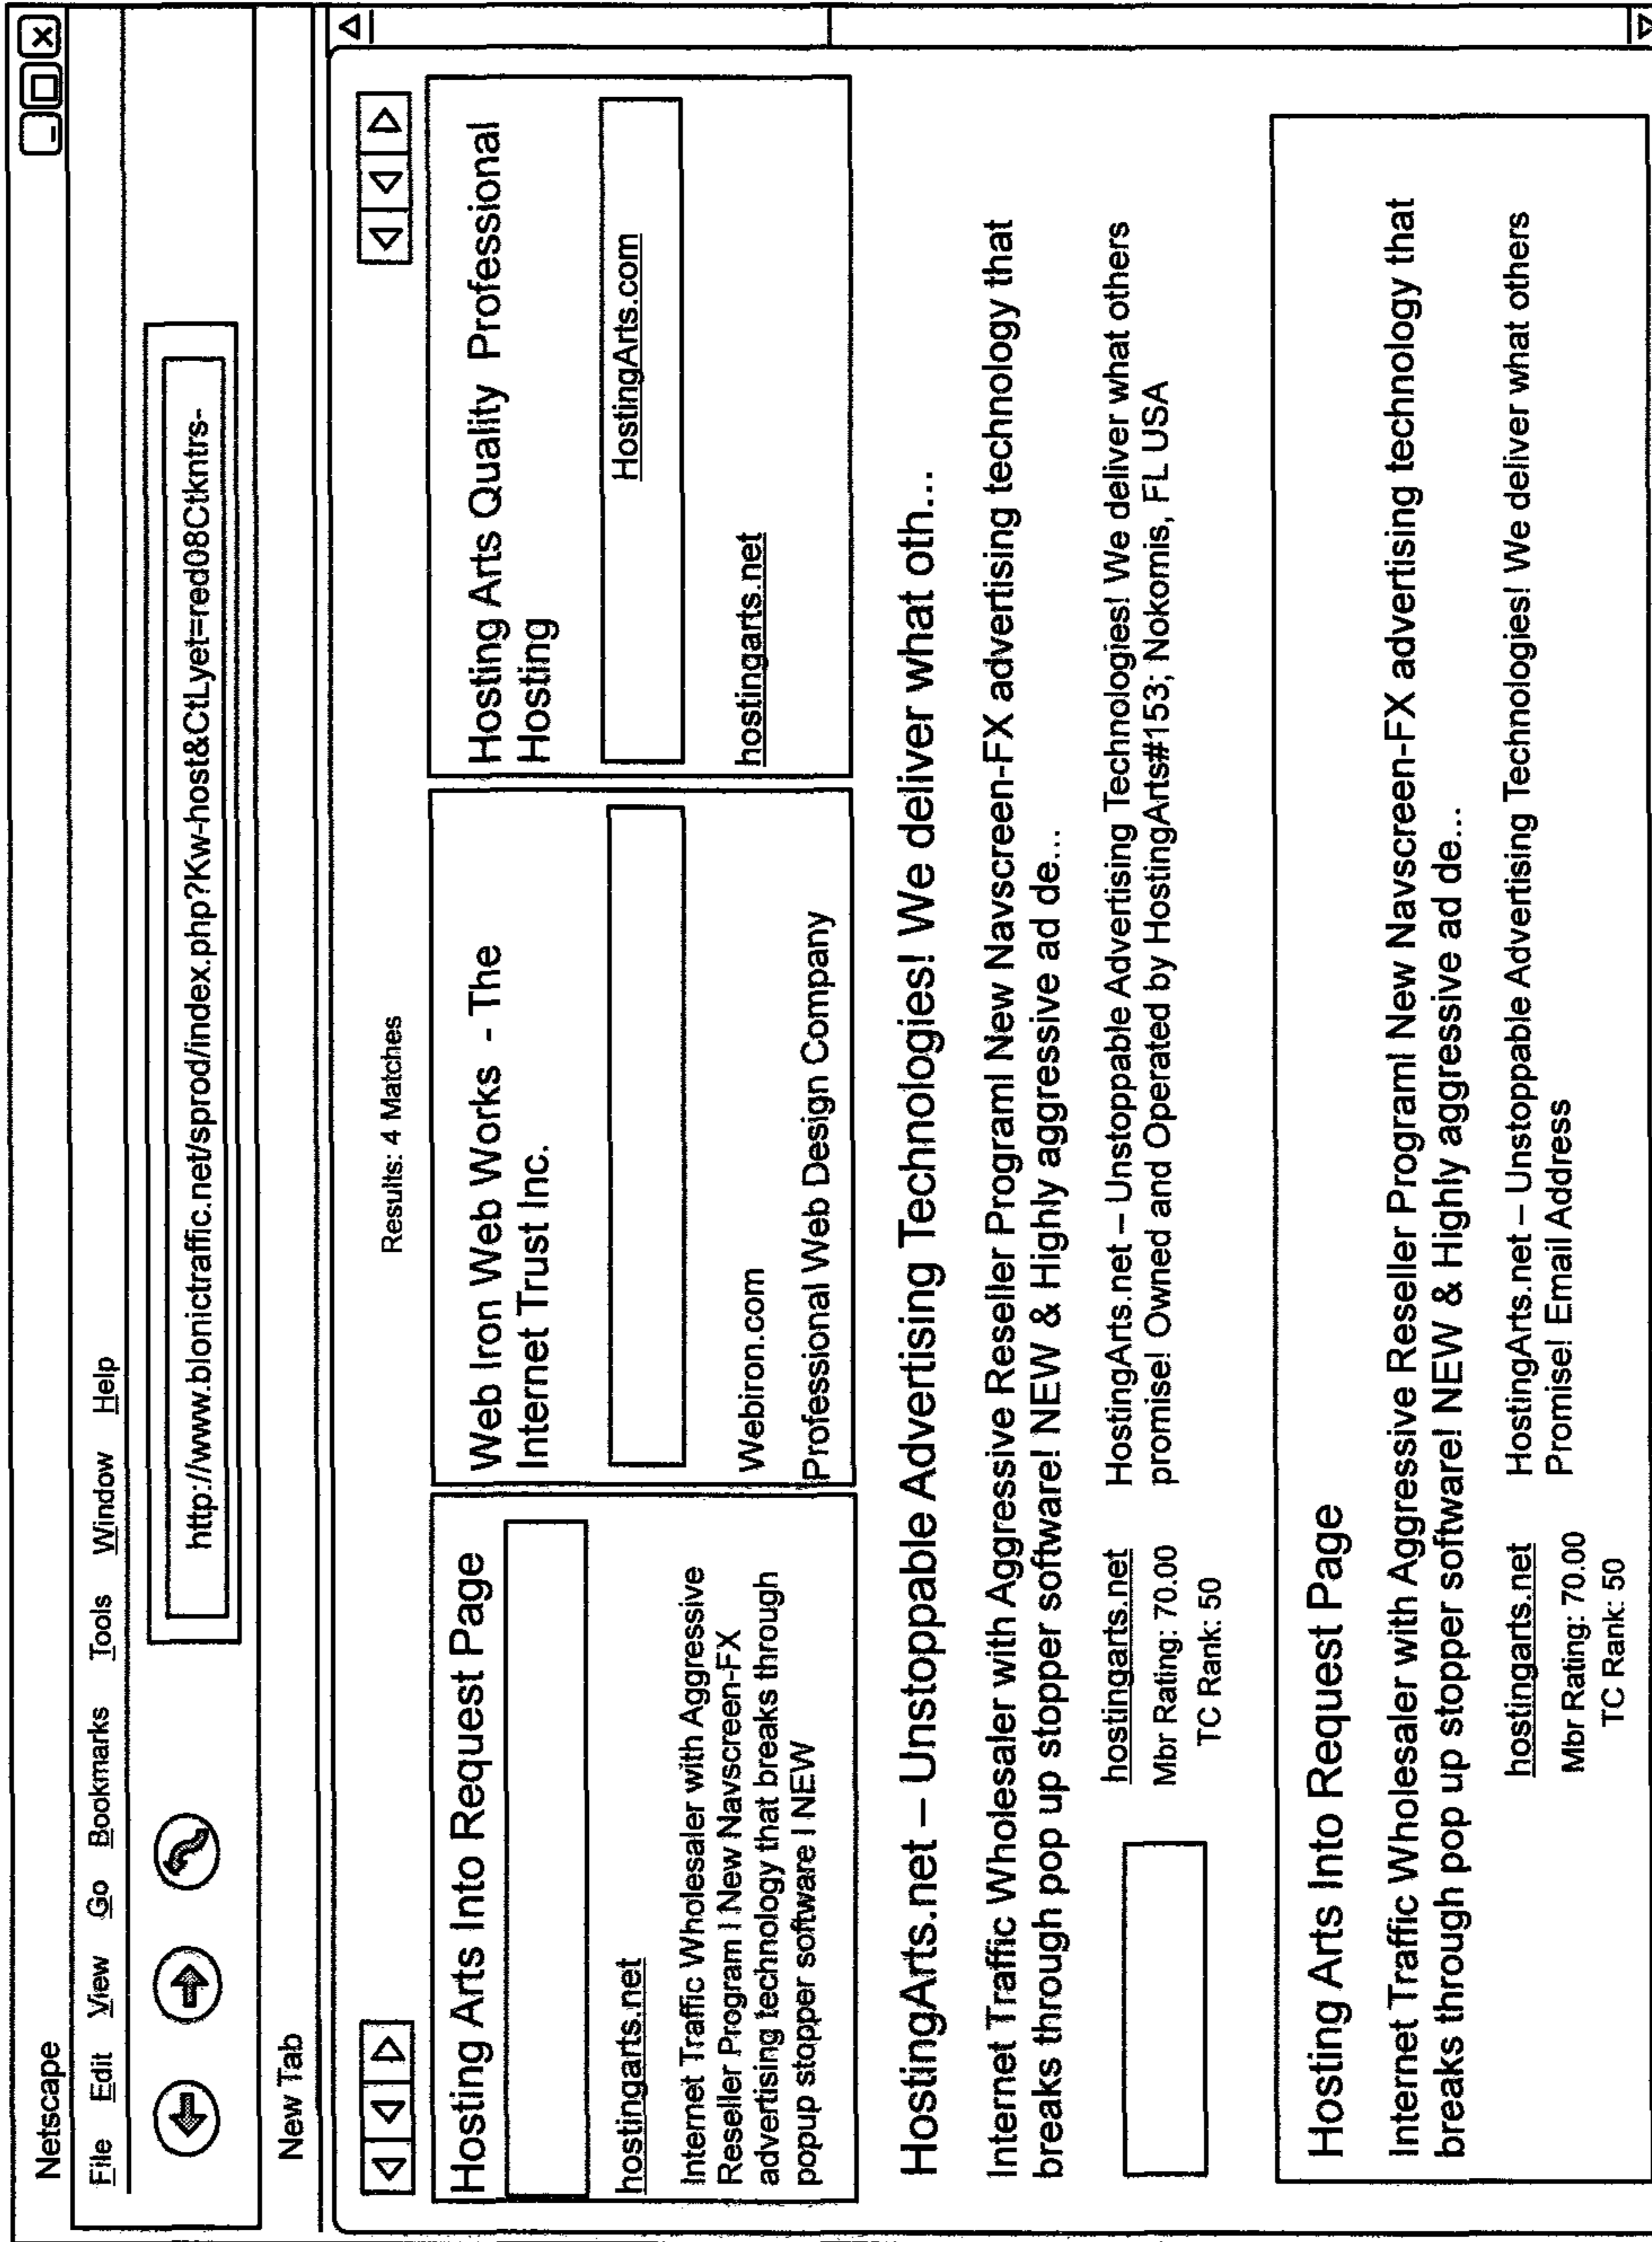 Netscape
File Edit View Go Bookmarks Tools Window Help
http://www.blonictraffic.net/sprod/index.php?Kw-host&CtLyet=red08Ctkntrs-
New Tab
Results: 4 Matches
Hosting Arts Into Request Page
hostingarts.net
Internet Traffic Wholesaler with Aggressive
Reseller Program I New Navscreen-FX
advertising technology that breaks through
popup stopper software I NEW
Web Iron Web Works - The
Internet Trust Inc.
Webiron.com
Professional Web Design Company
Hosting Arts Quality Professional
Hosting
HostingArts.com
hostingarts.net
HostingArts.net – Unstoppable Advertising Technologies! We deliver what oth...
Internet Traffic Wholesaler with Aggressive Reseller Programl New Navscreen-FX advertising technology that
breaks through pop up stopper software! NEW & Highly aggressive ad de...
hostingarts.net
Mbr Rating: 70.00
TC Rank: 50
HostingArts.net – Unstoppable Advertising Technologies! We deliver what others
promise! Owned and Operated by HostingArts#153; Nokomis, FL USA
Hosting Arts Into Request Page
Internet Traffic Wholesaler with Aggressive Reseller Programl New Navscreen-FX advertising technology that
breaks through pop up stopper software! NEW & Highly aggressive ad de...
hostingarts.net
Mbr Rating: 70.00
TC Rank: 50
HostingArts.net – Unstoppable Advertising Technologies! We deliver what others
Promise! Email Address